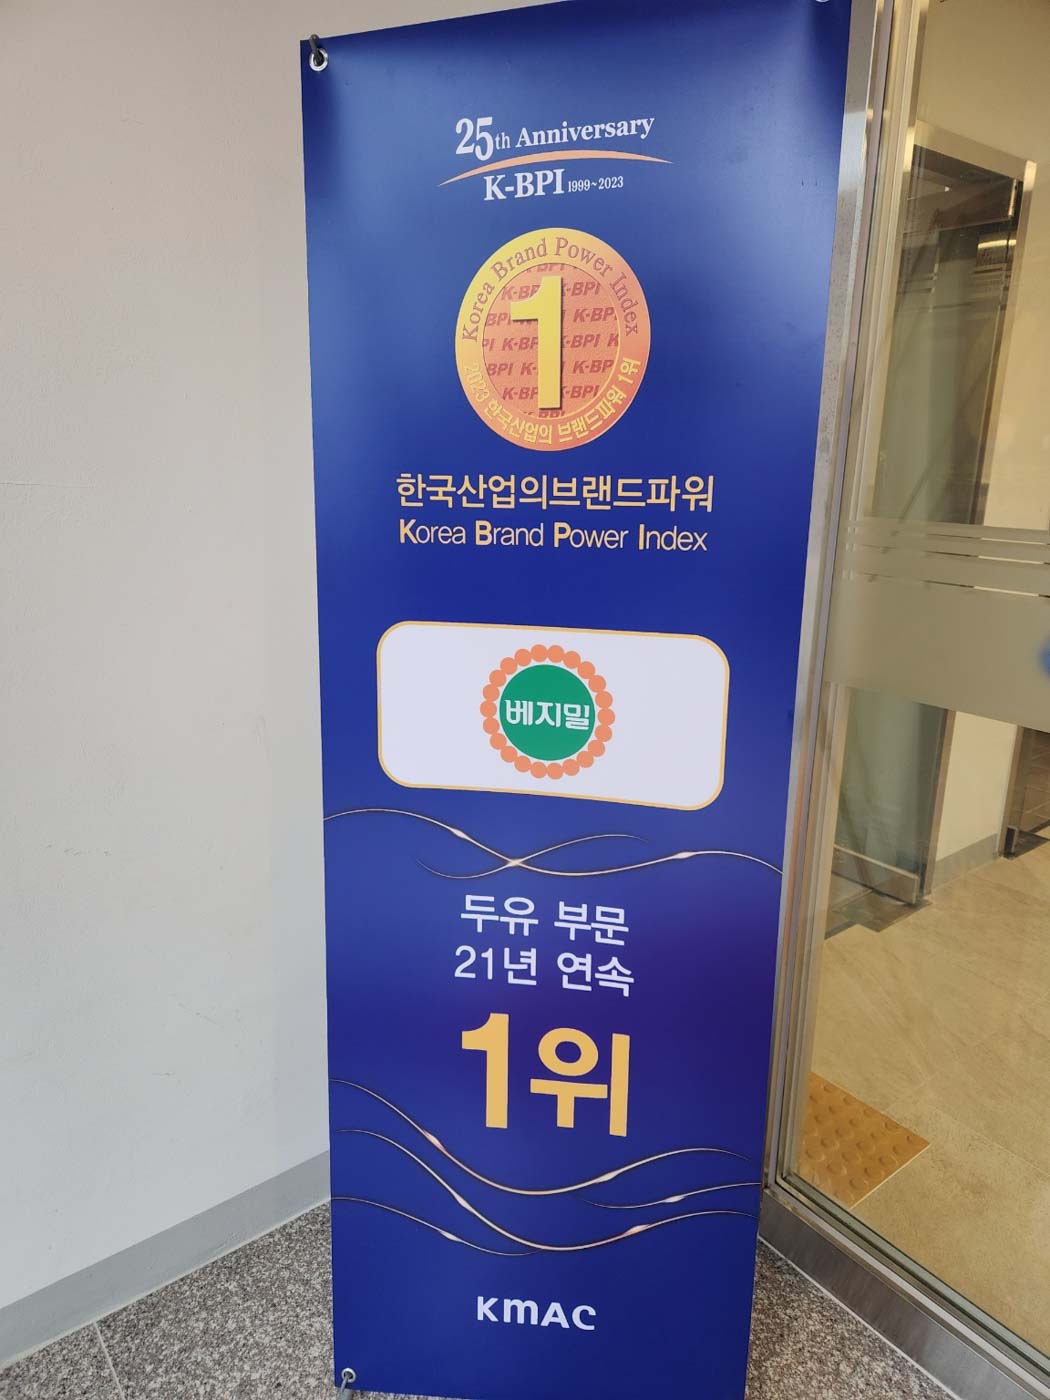 25th Anniversary
K-BPI 1999~2023
Korea Brand Power Index
1
2023 한국산업의 브랜드파워 1위
한국산업의브랜드파워
Korea Brand Power Index
베지밀
두유 부문
21년 연속
1위
KMAC